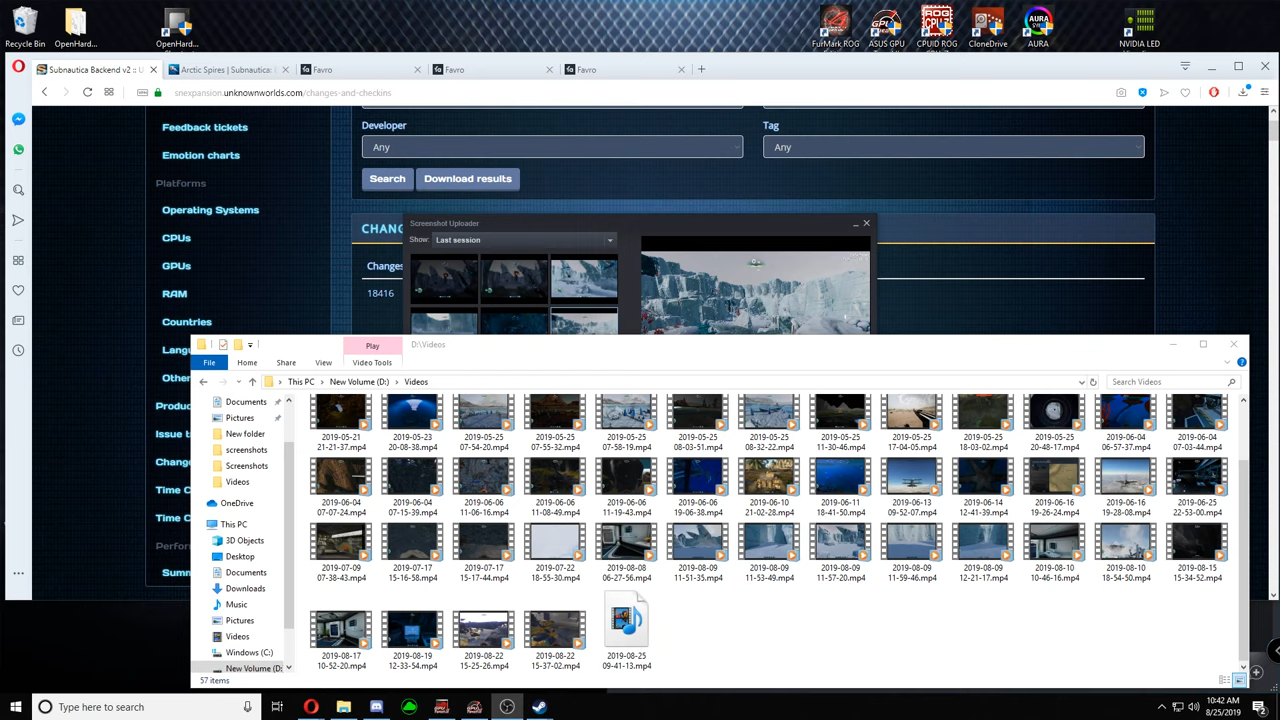 Recycle Bin
OpenHard...
OpenHard...
FurMark ROG
ASUS GPU
CPUID ROG
CloneDrive
AURA
NVIDIA LED
Subnautica Backend v2 :: U
Arctic Spires | Subnautica:
Favro
Favro
Favro
snexpansion.unknownworlds.com/changes-and-checkins
Feedback tickets
Emotion charts
Platforms
Operating Systems
CPUs
GPUs
RAM
Countries
Developer
Any
Tag
Any
Search
Download results
Changes
18416
Screenshot Uploader
Show:
Last session
Play
D:\Videos
File
Home
Share
View
Video Tools
This PC
New Volume (D:)
Videos
Search Videos
Documents
Pictures
New folder
screenshots
Screenshots
Videos
OneDrive
This PC
3D Objects
Desktop
Documents
Downloads
Music
Pictures
Videos
Windows (C:)
New Volume (D:
2019-05-21 21-21-37.mp4
2019-05-23 20-08-38.mp4
2019-05-25 07-54-20.mp4
2019-05-25 07-55-32.mp4
2019-05-25 07-58-19.mp4
2019-05-25 08-03-51.mp4
2019-05-25 08-32-22.mp4
2019-05-25 11-30-46.mp4
2019-05-25 17-04-05.mp4
2019-05-25 18-03-02.mp4
2019-05-25 20-48-17.mp4
2019-06-04 06-57-37.mp4
2019-06-04 07-03-44.mp4
2019-06-04 07-07-24.mp4
2019-06-04 07-15-39.mp4
2019-06-06 11-06-16.mp4
2019-06-06 11-08-49.mp4
2019-06-06 11-19-43.mp4
2019-06-06 19-06-38.mp4
2019-06-10 21-02-28.mp4
2019-06-11 18-41-50.mp4
2019-06-13 09-52-07.mp4
2019-06-14 12-41-39.mp4
2019-06-16 19-26-24.mp4
2019-06-16 19-28-08.mp4
2019-06-25 22-53-00.mp4
2019-07-09 07-38-43.mp4
2019-07-17 15-16-58.mp4
2019-07-17 15-17-44.mp4
2019-07-22 18-55-30.mp4
2019-08-08 06-27-56.mp4
2019-08-09 11-51-35.mp4
2019-08-09 11-53-49.mp4
2019-08-09 11-57-20.mp4
2019-08-09 11-59-46.mp4
2019-08-09 12-21-17.mp4
2019-08-10 10-46-16.mp4
2019-08-10 18-54-50.mp4
2019-08-15 15-34-52.mp4
2019-08-17 10-52-20.mp4
2019-08-19 12-33-54.mp4
2019-08-22 15-25-26.mp4
2019-08-22 15-37-02.mp4
2019-08-25 09-41-13.mp4
57 items
Type here to search
10:42 AM
8/25/2019